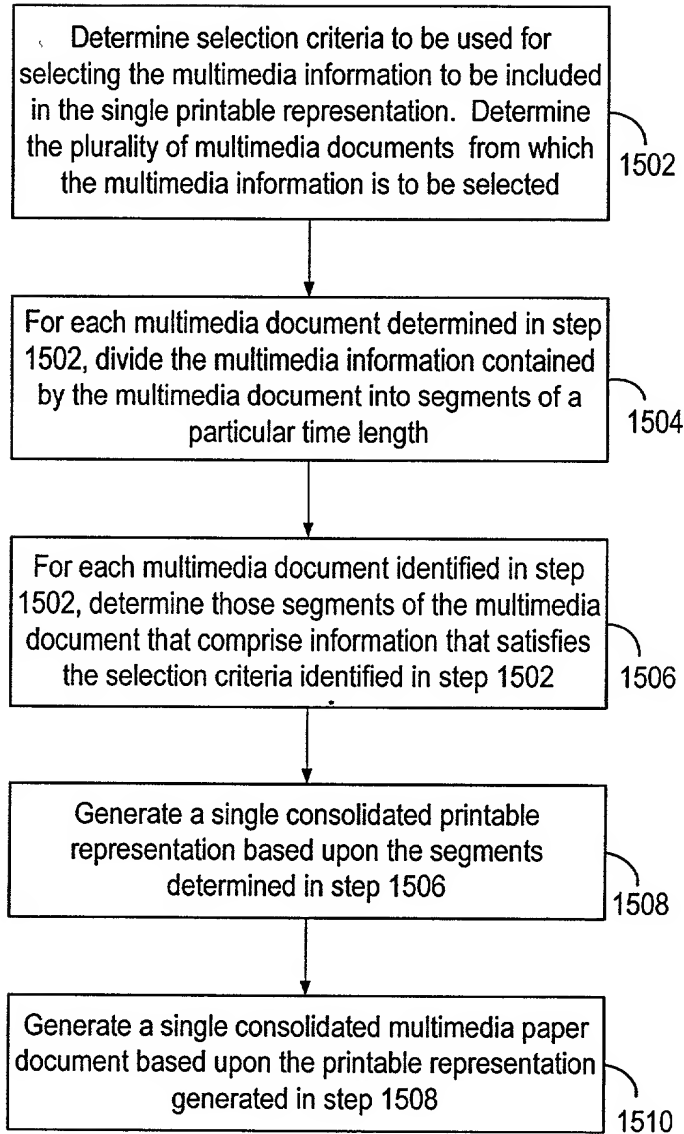 Determine selection criteria to be used for
selecting the multimedia information to be included
in the single printable representation. Determine
the plurality of multimedia documents from which
the multimedia information is to be selected
1502
For each multimedia document determined in step
1502, divide the multimedia information contained
by the multimedia document into segments of a
particular time length
1504
For each multimedia document identified in step
1502, determine those segments of the multimedia
document that comprise information that satisfies
the selection criteria identified in step 1502
1506
Generate a single consolidated printable
representation based upon the segments
determined in step 1506
1508
Generate a single consolidated multimedia paper
document based upon the printable representation
generated in step 1508
1510